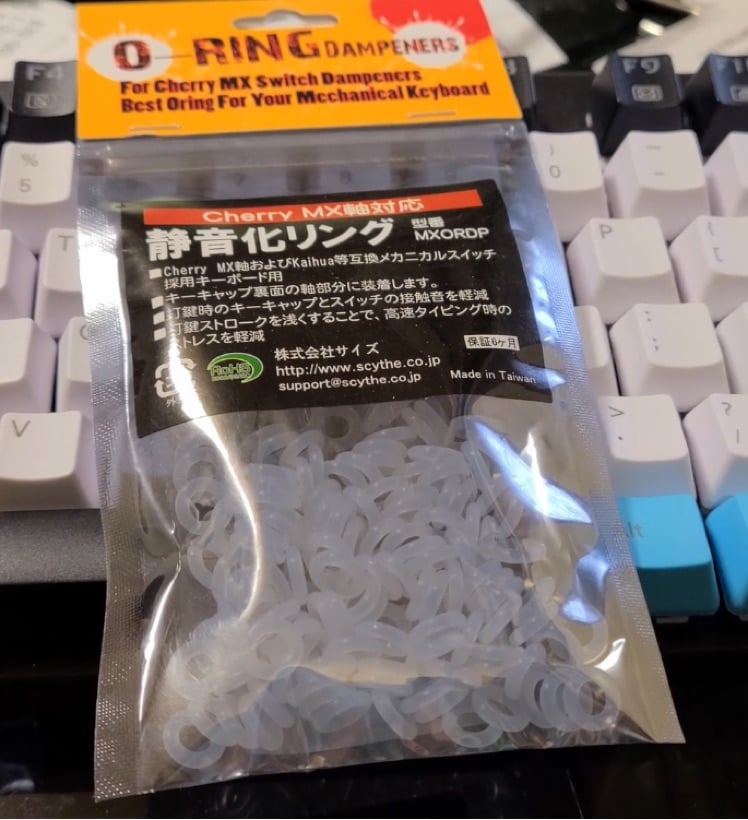 O-RING DAMPENERS
For Cherry MX Switch Dampeners
Best Oring For Your Mechanical Keyboard
Cherry MX軸対応
静音化リング 型番 MXORDP
■Cherry MX軸およびKaihua等互換メカニカルスイッチ
採用キーボード用
■キーキャップ裏面の軸部分に装着します。
■打鍵時のキーキャップとスイッチの接触音を軽減
■打鍵ストロークを浅くすることで、高速タイピング時の
ストレスを軽減
保証6ヶ月
RoHS
株式会社サイズ
http://www.scythe.co.jp
support@scythe.co.jp
Made in Taiwan
F4
F9
%
5
)
0
T
P
[
V
>
.
?